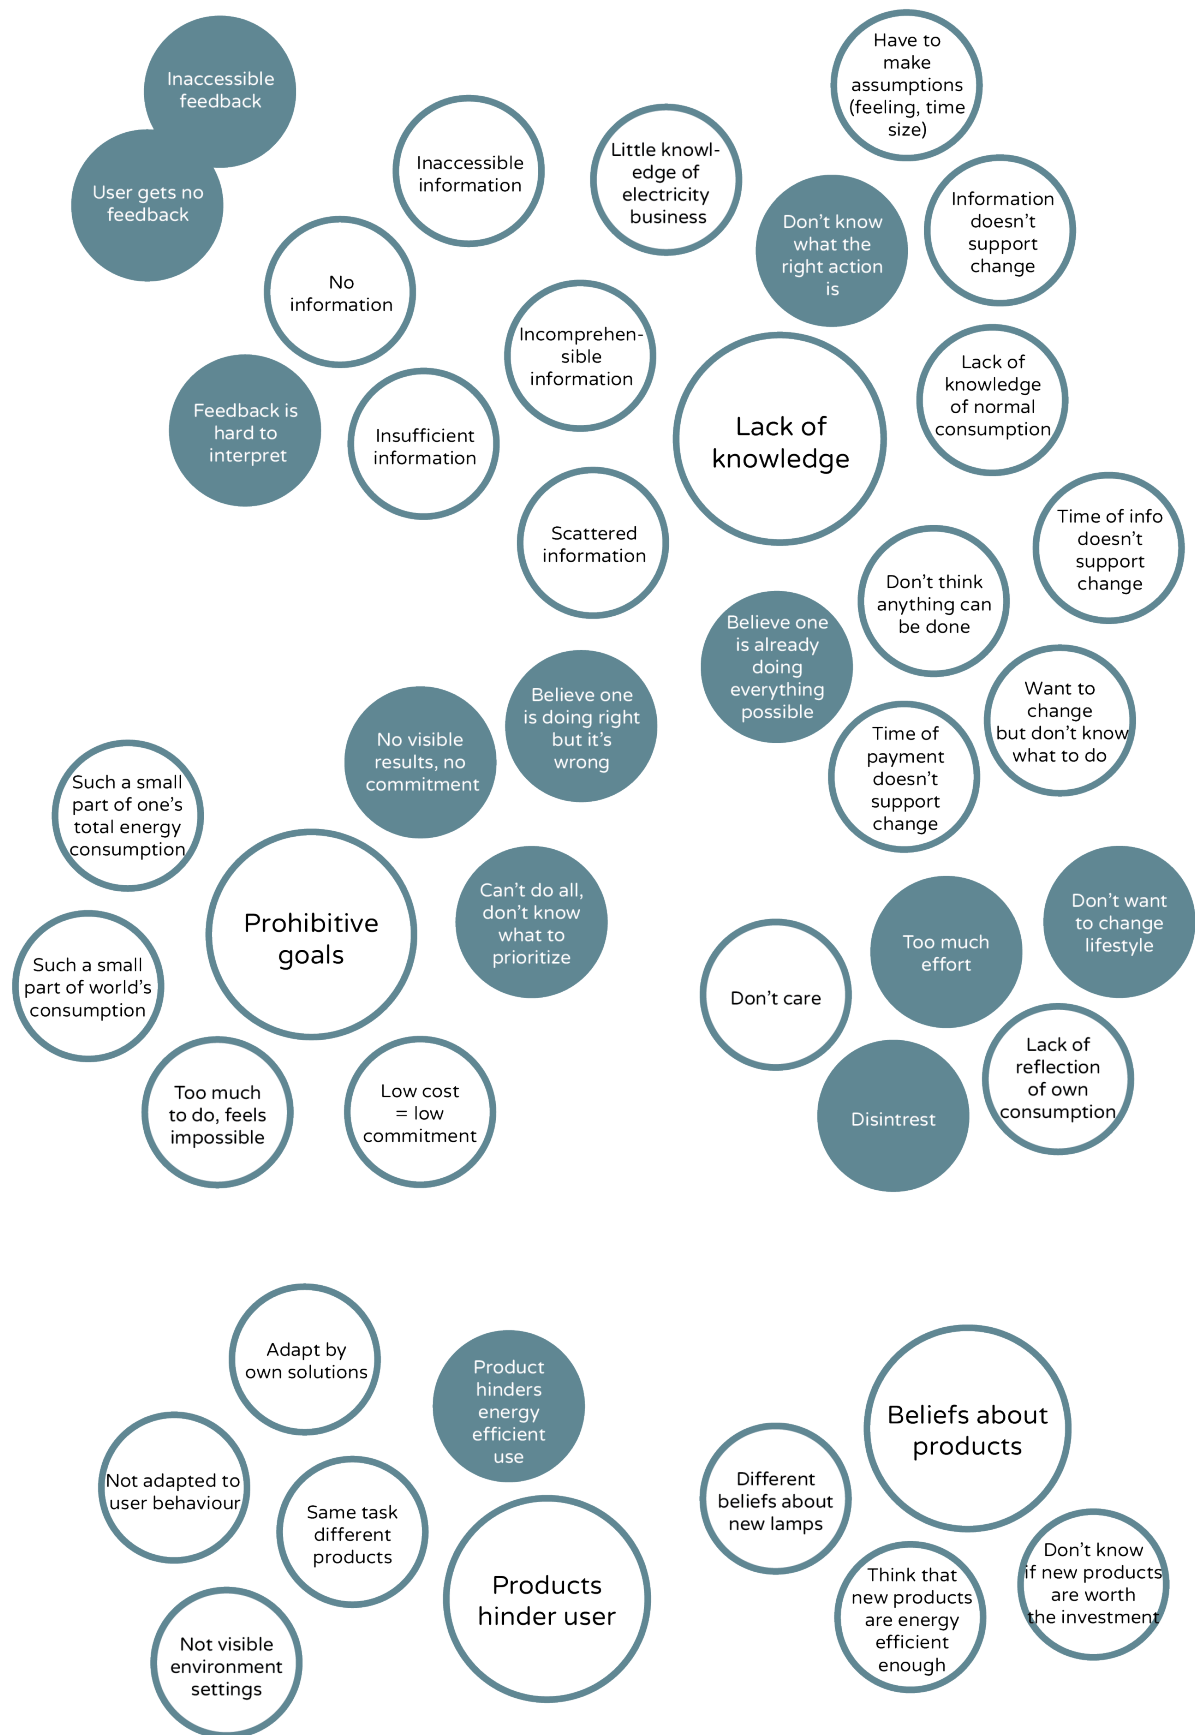 Inaccessible
feedback
User gets no
feedback
Inaccessible
information
Little knowl-
edge of
electricity
business
Have to
make
assumptions
(feeling, time
size)
Don't know
what the
right action
is
Information
doesn't
support
change
No
information
Incomprehen-
sible
information
Lack of
knowledge
Lack of
knowledge
of normal
consumption
Feedback is
hard to
interpret
Insufficient
information
Scattered
information
Time of info
doesn't
support
change
Don't think
anything can
be done
Believe one
is already
doing
everything
possible
Want to
change
but don't know
what to do
Time of
payment
doesn't
support
change
Believe one
is doing right
but it's
wrong
No visible
results, no
commitment
Such a small
part of one's
total energy
consumption
Prohibitive
goals
Can't do all,
don't know
what to
prioritize
Such a small
part of world's
consumption
Too much
to do, feels
impossible
Low cost
= low
commitment
Don't care
Too much
effort
Don't want
to change
lifestyle
Lack of
reflection
of own
consumption
Disintrest
Adapt by
own solutions
Product
hinders
energy
efficient
use
Not adapted to
user behaviour
Same task
different
products
Products
hinder user
Not visible
environment
settings
Beliefs about
products
Different
beliefs about
new lamps
Think that
new products
are energy
efficient
enough
Don't know
if new products
are worth
the investment